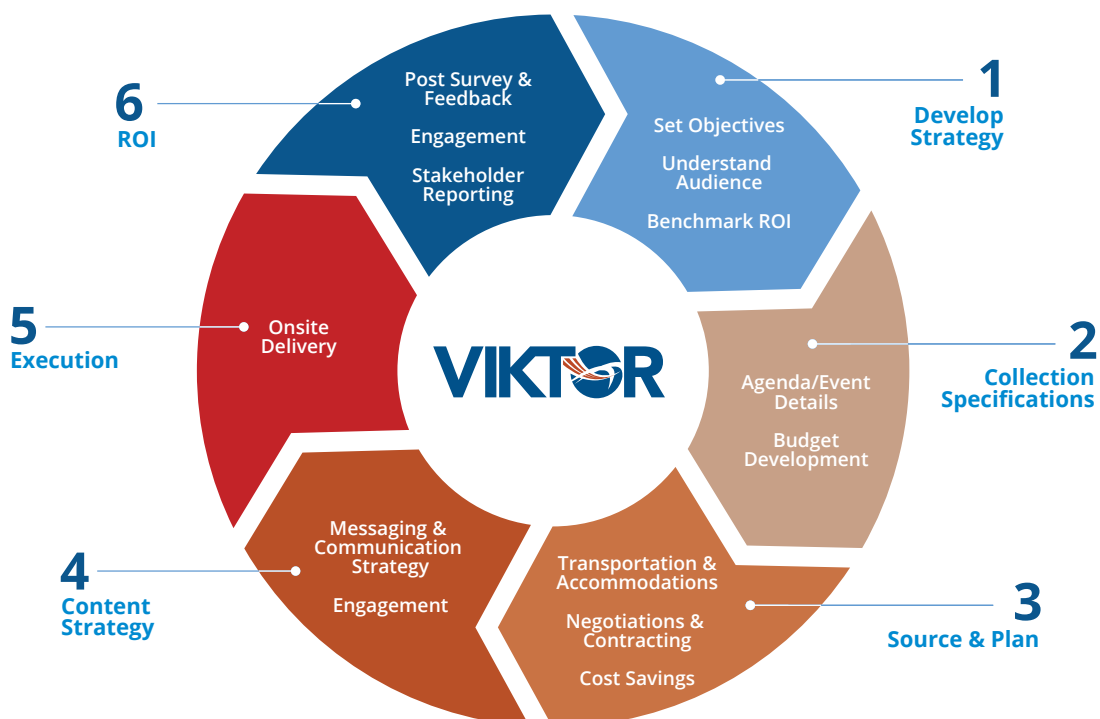 1
Develop
Strategy
Set Objectives
Understand
Audience
Benchmark ROI
2
Collection
Specifications
Agenda/Event
Details
Budget
Development
3
Source & Plan
Transportation &
Accommodations
Negotiations &
Contracting
Cost Savings
4
Content
Strategy
Messaging &
Communication
Strategy
Engagement
5
Execution
Onsite
Delivery
6
ROI
Post Survey &
Feedback
Engagement
Stakeholder
Reporting
VIKTOR